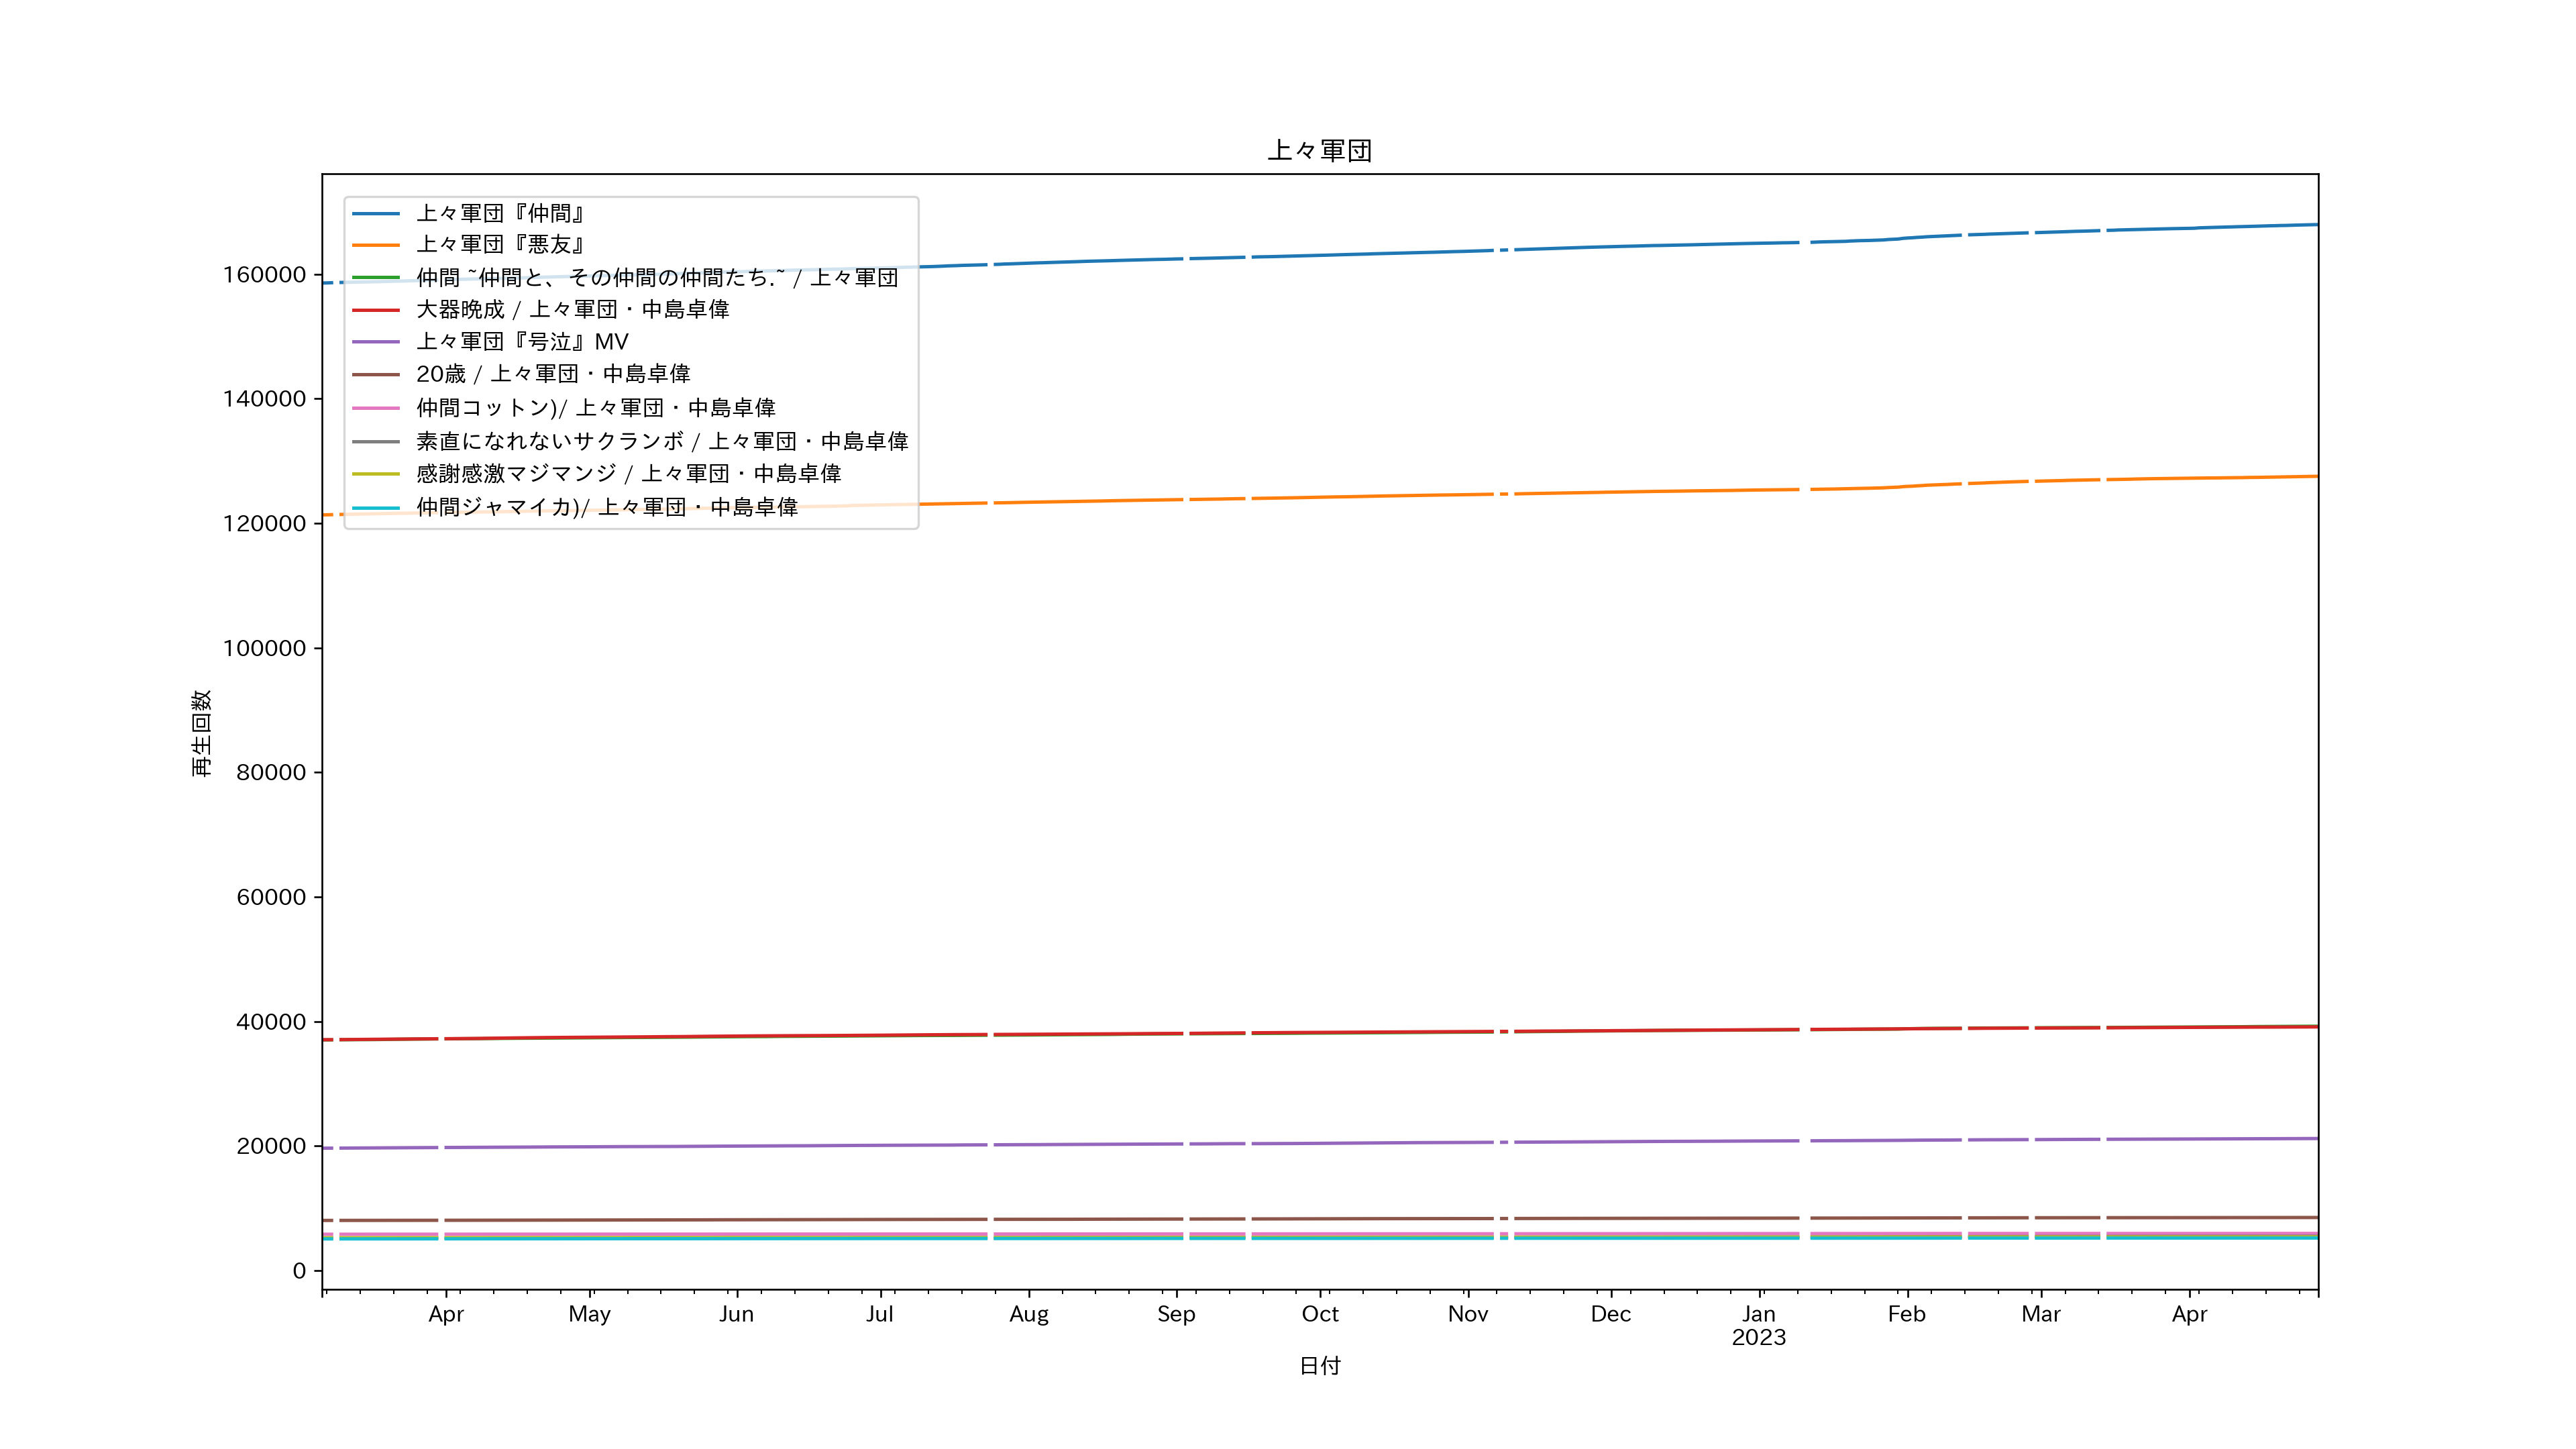 上々軍団
上々軍団『仲間』
上々軍団『悪友』
仲間 ~仲間と、その仲間の仲間たち.~ / 上々軍団
大器晩成 / 上々軍団・中島卓偉
上々軍団『号泣』MV
20歳 / 上々軍団・中島卓偉
仲間コットン)/ 上々軍団・中島卓偉
素直になれないサクランボ / 上々軍団・中島卓偉
感謝感激マジマンジ / 上々軍団・中島卓偉
仲間ジャマイカ)/ 上々軍団・中島卓偉
160000
140000
120000
100000
80000
60000
40000
20000
0
再生回数
Apr May Jun Jul Aug Sep Oct Nov Dec Jan Feb Mar Apr
2023
日付